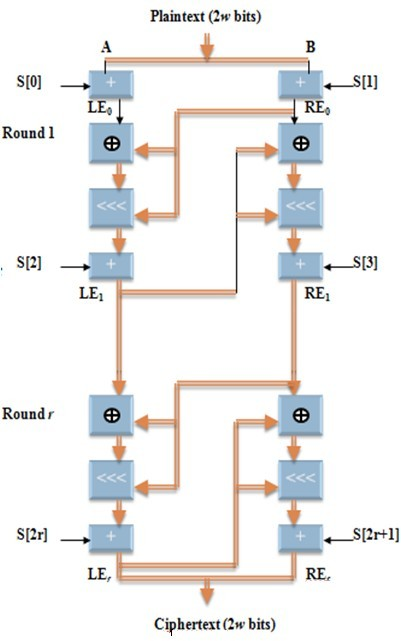 Plaintext (2w bits)
A B
S[0] + + S[1]
LE₀ RE₀
Round 1 ⊕ ⊕
<<< <<<
S[2] + + S[3]
LE₁ RE₁
Round r ⊕ ⊕
<<< <<<
S[2r] + + S[2r+1]
LEᵣ REᵣ
Ciphertext (2w bits)